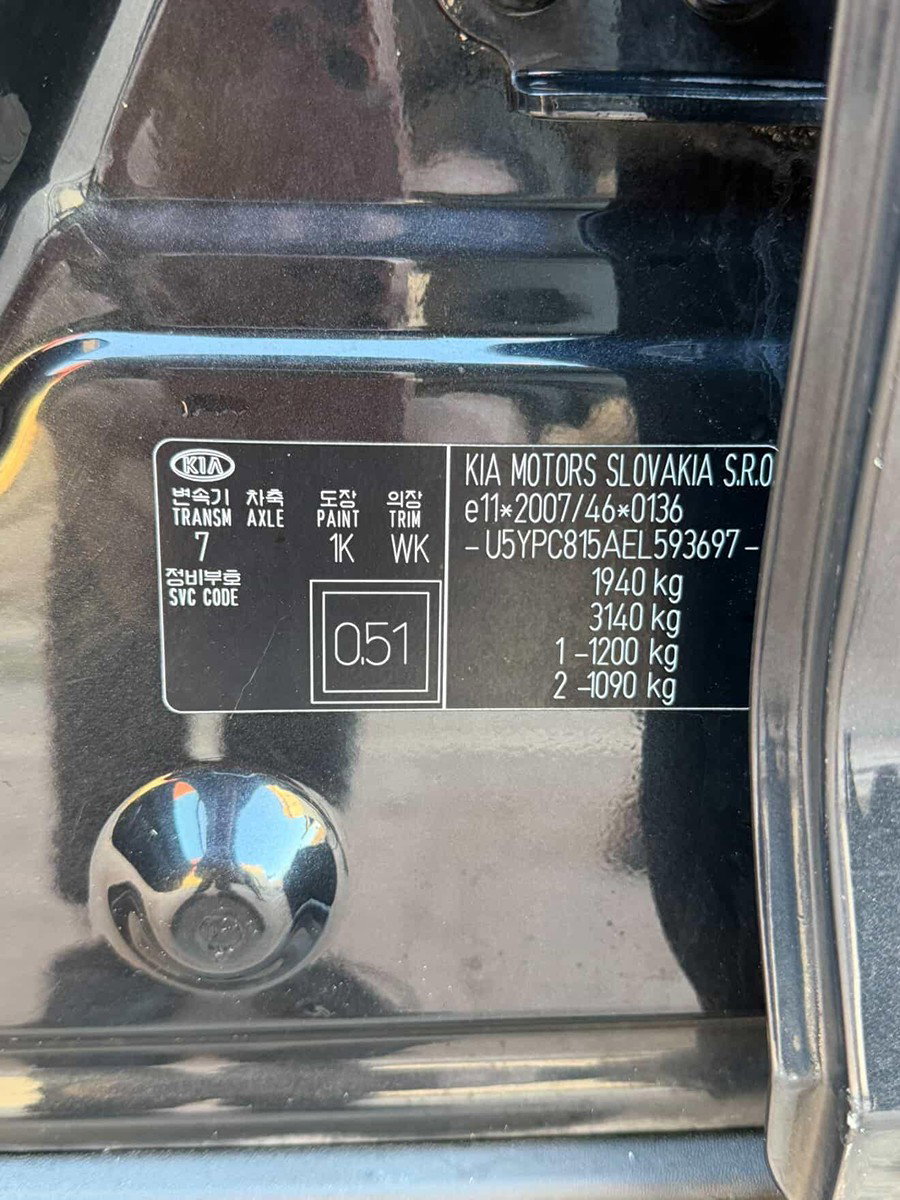 KIA
변속기 차축 도장 의장
TRANSM AXLE PAINT TRIM
7 1K WK
정비부호
SVC CODE
0.51
KIA MOTORS SLOVAKIA S.R.O
e11*2007/46*0136
-U5YPC815AEL593697-
1940 kg
3140 kg
1-1200 kg
2-1090 kg